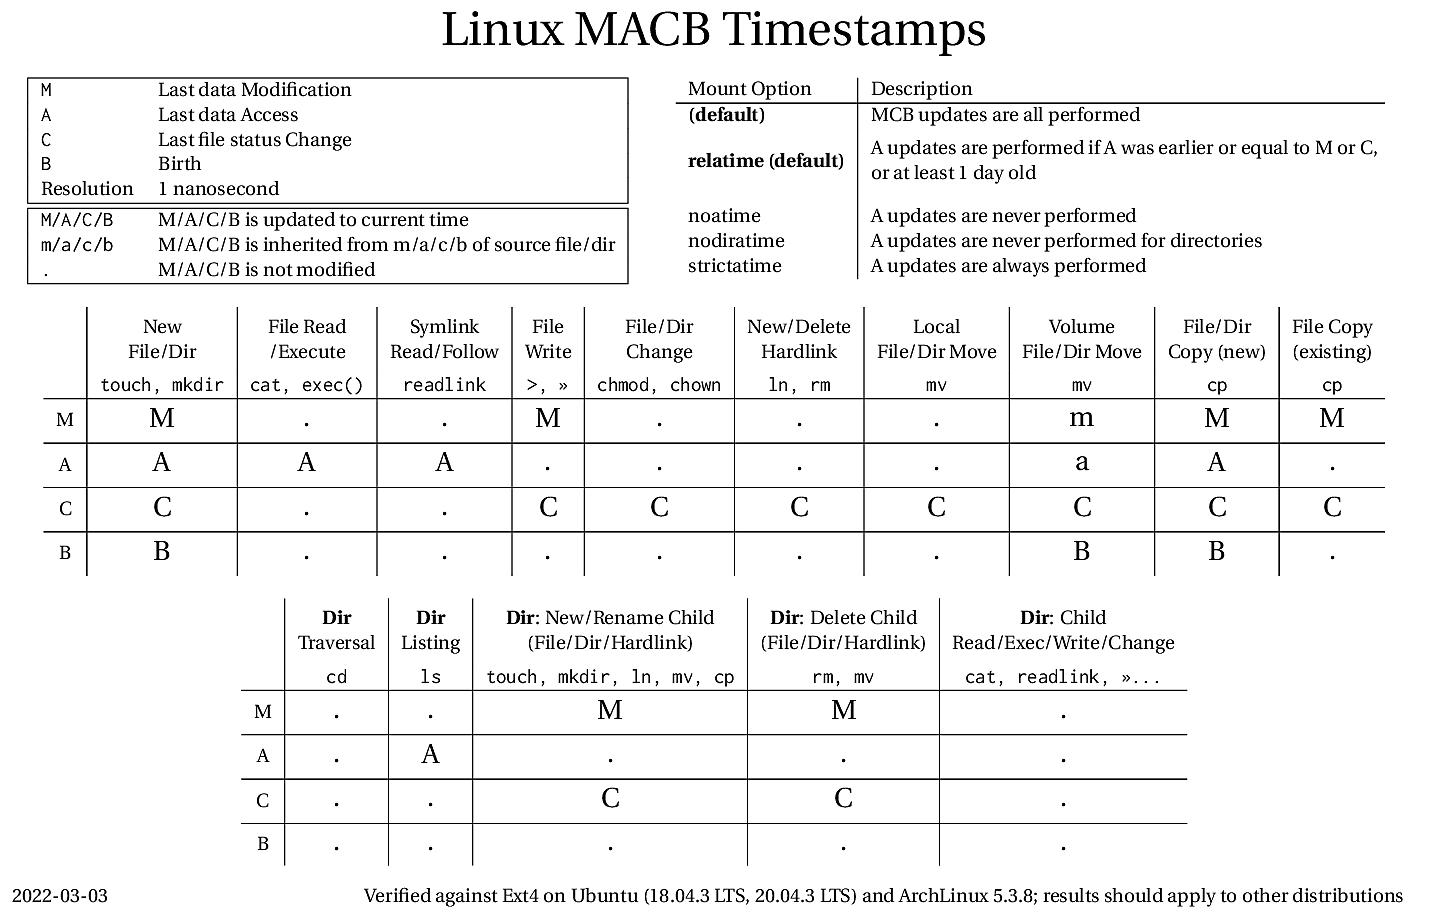 Linux MACB Timestamps
M Last data Modification
A Last data Access
C Last file status Change
B Birth
Resolution 1 nanosecond
M/A/C/B M/A/C/B is updated to current time
m/a/c/b M/A/C/B is inherited from m/a/c/b of source file/dir
. M/A/C/B is not modified
Mount Option Description
(default) MCB updates are all performed
relatime (default) A updates are performed if A was earlier or equal to M or C,
or at least 1 day old
noatime A updates are never performed
nodiratime A updates are never performed for directories
strictatime A updates are always performed
New File Read Symlink File File/Dir New/Delete Local Volume File/Dir File Copy
File/Dir /Execute Read/Follow Write Change Hardlink File/Dir Move File/Dir Move Copy (new) (existing)
touch, mkdir cat, exec() readlink >, » chmod, chown ln, rm mv mv cp cp
M M . . M . . . m M M
A A A A . . . . a A .
C C . . C C C C C C C
B B . . . . . . B B .
Dir Dir Dir: New/Rename Child Dir: Delete Child Dir: Child
Traversal Listing (File/Dir/Hardlink) (File/Dir/Hardlink) Read/Exec/Write/Change
cd ls touch, mkdir, ln, mv, cp rm, mv cat, readlink, »...
M . . M M .
A . A . . .
C . . C C .
B . . . . .
2022-03-03 Verified against Ext4 on Ubuntu (18.04.3 LTS, 20.04.3 LTS) and ArchLinux 5.3.8; results should apply to other distributions